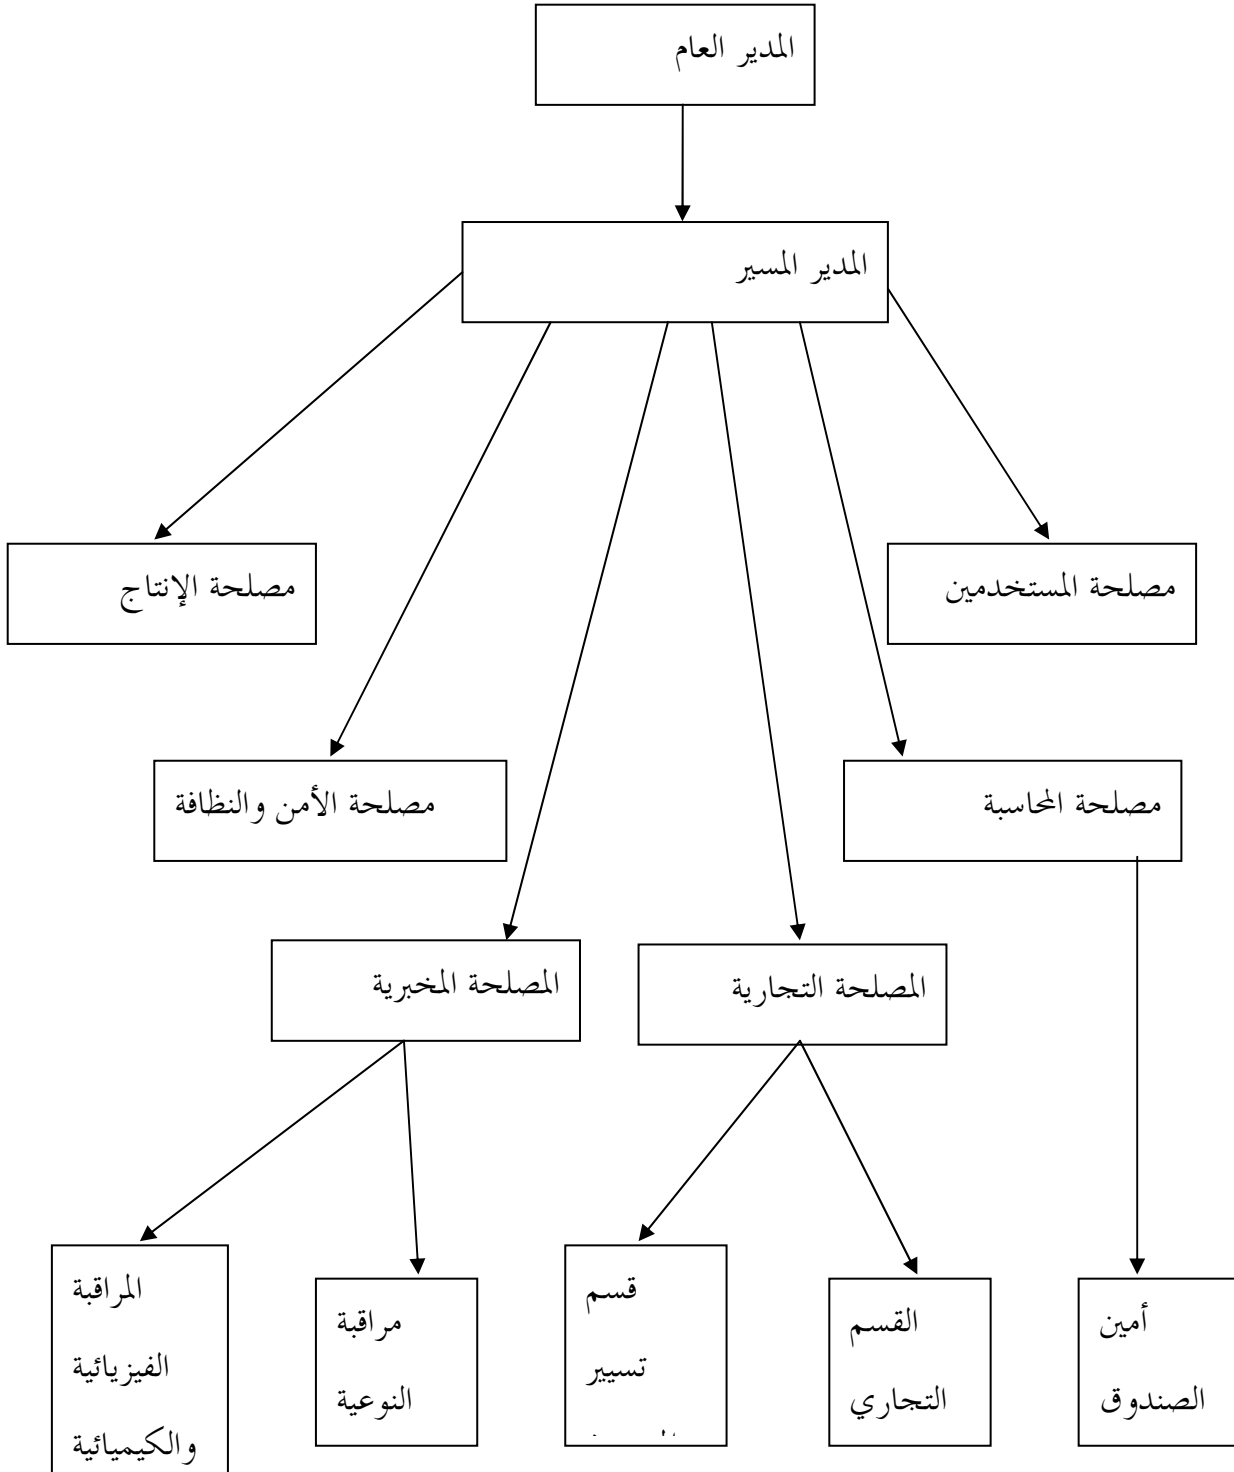 المدير العام
المدير المسير
مصلحة المستخدمين
مصلحة الإنتاج
مصلحة المحاسبة
مصلحة الأمن والنظافة
المصلحة التجارية
المصلحة المخبرية
أمين
الصندوق
القسم
التجاري
قسم
تسيير
مراقبة
النوعية
المراقبة
الفيزيائية
والكيميائية